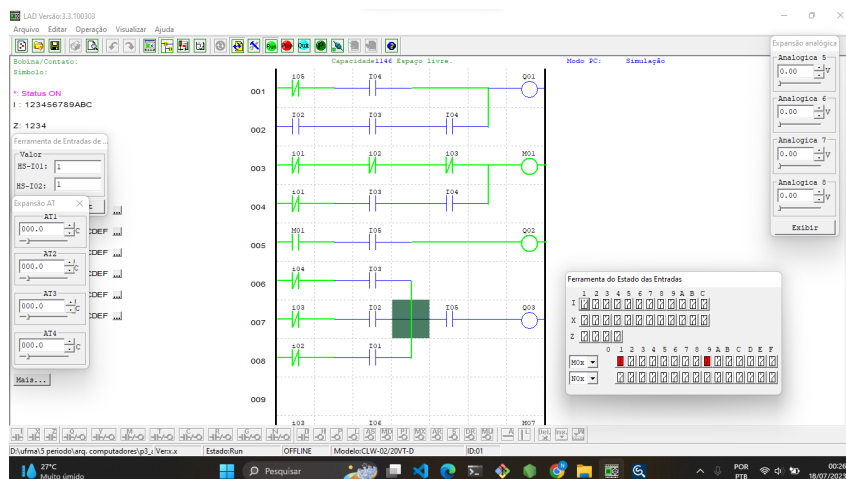 LAD Versão:3.3.100303
Arquivo Editar Operação Visualizar Ajuda
Bobina/Contato: Capacidade1146 Espaço livre. Modo PC: Simulação
Símbolo:
*: Status ON
I : 123456789ABC
Z: 1234
Ferramenta de Entradas de ...
Valor
HS-I01: 1
HS-I02: 1
Expansão AT
AT1
000.0 C
AT2
000.0 C
AT3
000.0 C
AT4
000.0 C
CDEF ...
CDEF ...
CDEF ...
CDEF ...
CDEF ...
Mais...
i05 I04 Q01
001
I02 I03 I04
002
i01 i02 i03 M01
003
i01 I03 I04
004
M01 I05 Q02
005
i04 I03
006
i03 I02 I05 Q03
007
i02 I01
008
009
i03 I06 M07
Expansão analógica
Analogica 5
0.00 V
Analogica 6
0.00 V
Analogica 7
0.00 V
Analogica 8
0.00 V
Exibir
Ferramenta do Estado das Entradas
1 2 3 4 5 6 7 8 9 A B C
I
X
Z
0 1 2 3 4 5 6 7 8 9 A B C D E F
M0x
N0x
D:\ufma\5 periodo\arq. computadores\p3_ Ver:x.x Estado:Run OFFLINE Modelo:CLW-02/20VT-D ID:01
27°C
Muito úmido
Pesquisar
POR
PTB
00:26
18/07/2023